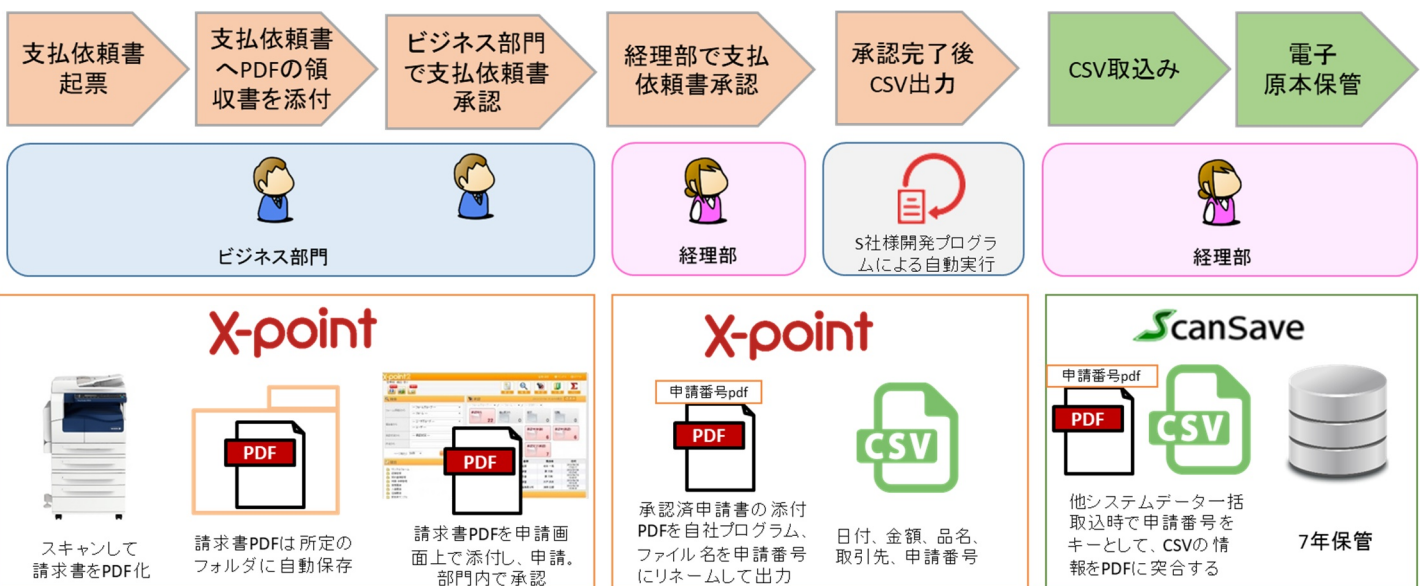 支払依頼書
起票
支払依頼書
へPDFの領
収書を添付
ビジネス部門
で支払依頼書
承認
経理部で支払
依頼書承認
承認完了後
CSV出力
CSV取込み
電子
原本保管
ビジネス部門
経理部
S社様開発プログラ
ムによる自動実行
経理部
X-point
スキャンして
請求書をPDF化
PDF
請求書PDFは所定の
フォルダに自動保存
PDF
請求書PDFを申請画
面上で添付し、申請。
部門内で承認
X-point
申請番号pdf
PDF
承認済申請書の添付
PDFを自社プログラム、
ファイル名を申請番号
にリネームして出力
CSV
日付、金額、品名、
取引先、申請番号
ScanSave
申請番号pdf
PDF
CSV
他システムデーター括
取込時で申請番号を
キーとして、CSVの情
報をPDFに突合する
7年保管